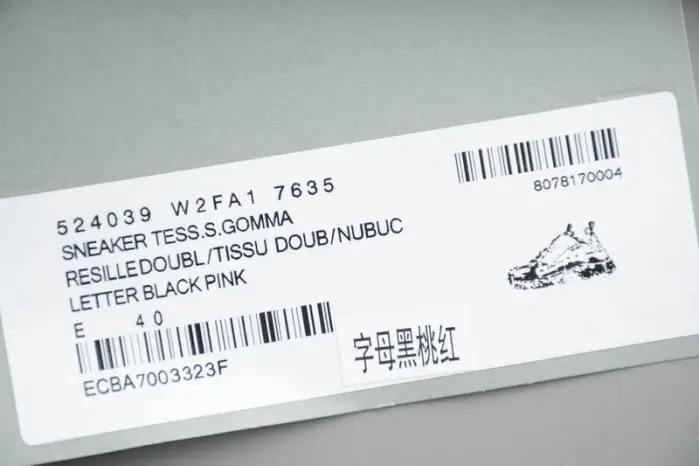 524039 W2FA1 7635
SNEAKER TESS.S.GOMMA
RESILLEDOUBL/TISSU DOUB/NUBUC
LETTER BLACK PINK
E 40
ECBA7003323F
8078170004
字母黑桃红